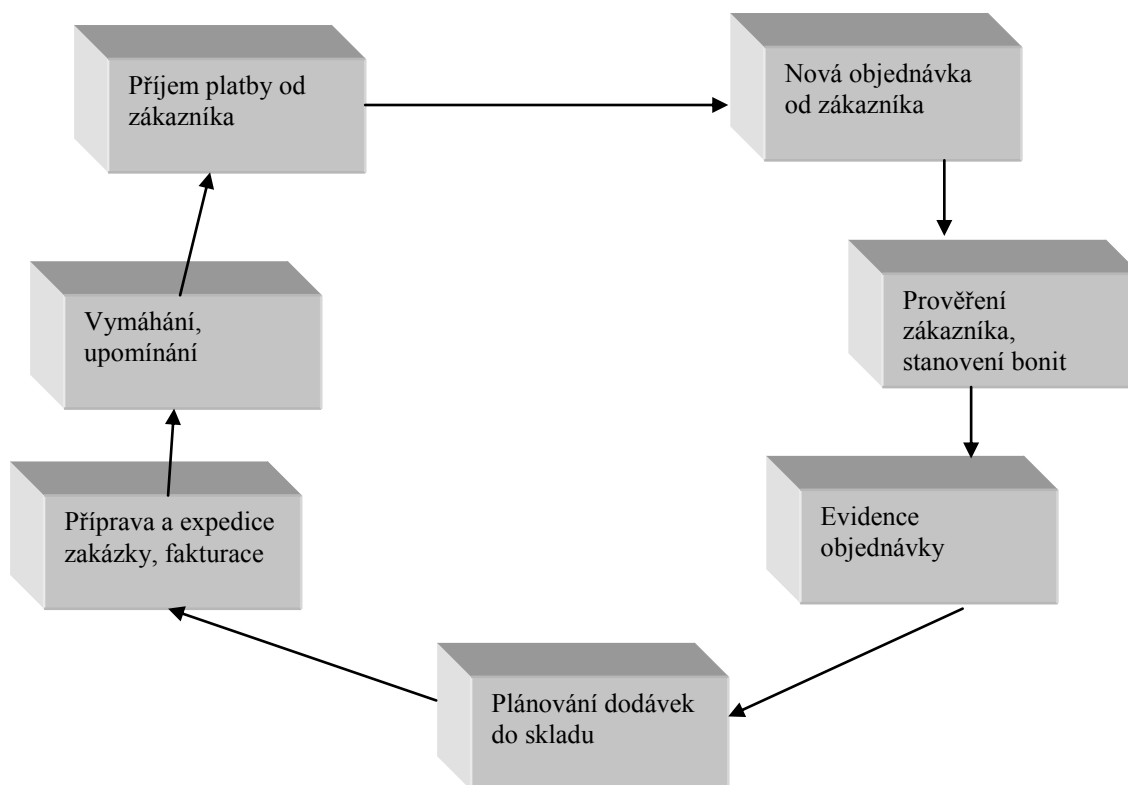 Příjem platby od
zákazníka
Nová objednávka
od zákazníka
Prověření
zákazníka,
stanovení bonit
Evidence
objednávky
Plánování dodávek
do skladu
Příprava a expedice
zakázky, fakturace
Vymáhání,
upomínání